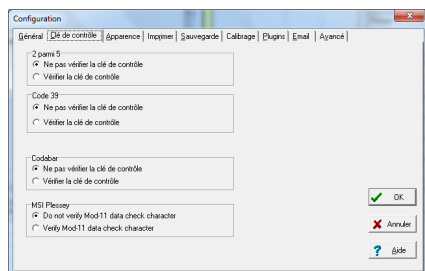 Configuration
Général Clé de contrôle Apparence Imprimer Sauvegarde Calibrage Plugins Email Avancé
2 parmi 5
Ne pas vérifier la clé de contrôle
Vérifier la clé de contrôle
Code 39
Ne pas vérifier la clé de contrôle
Vérifier la clé de contrôle
Codabar
Ne pas vérifier la clé de contrôle
Vérifier la clé de contrôle
MSI Plessey
Do not verify Mod-11 data check character
Verify Mod-11 data check character
OK
Annuler
Aide